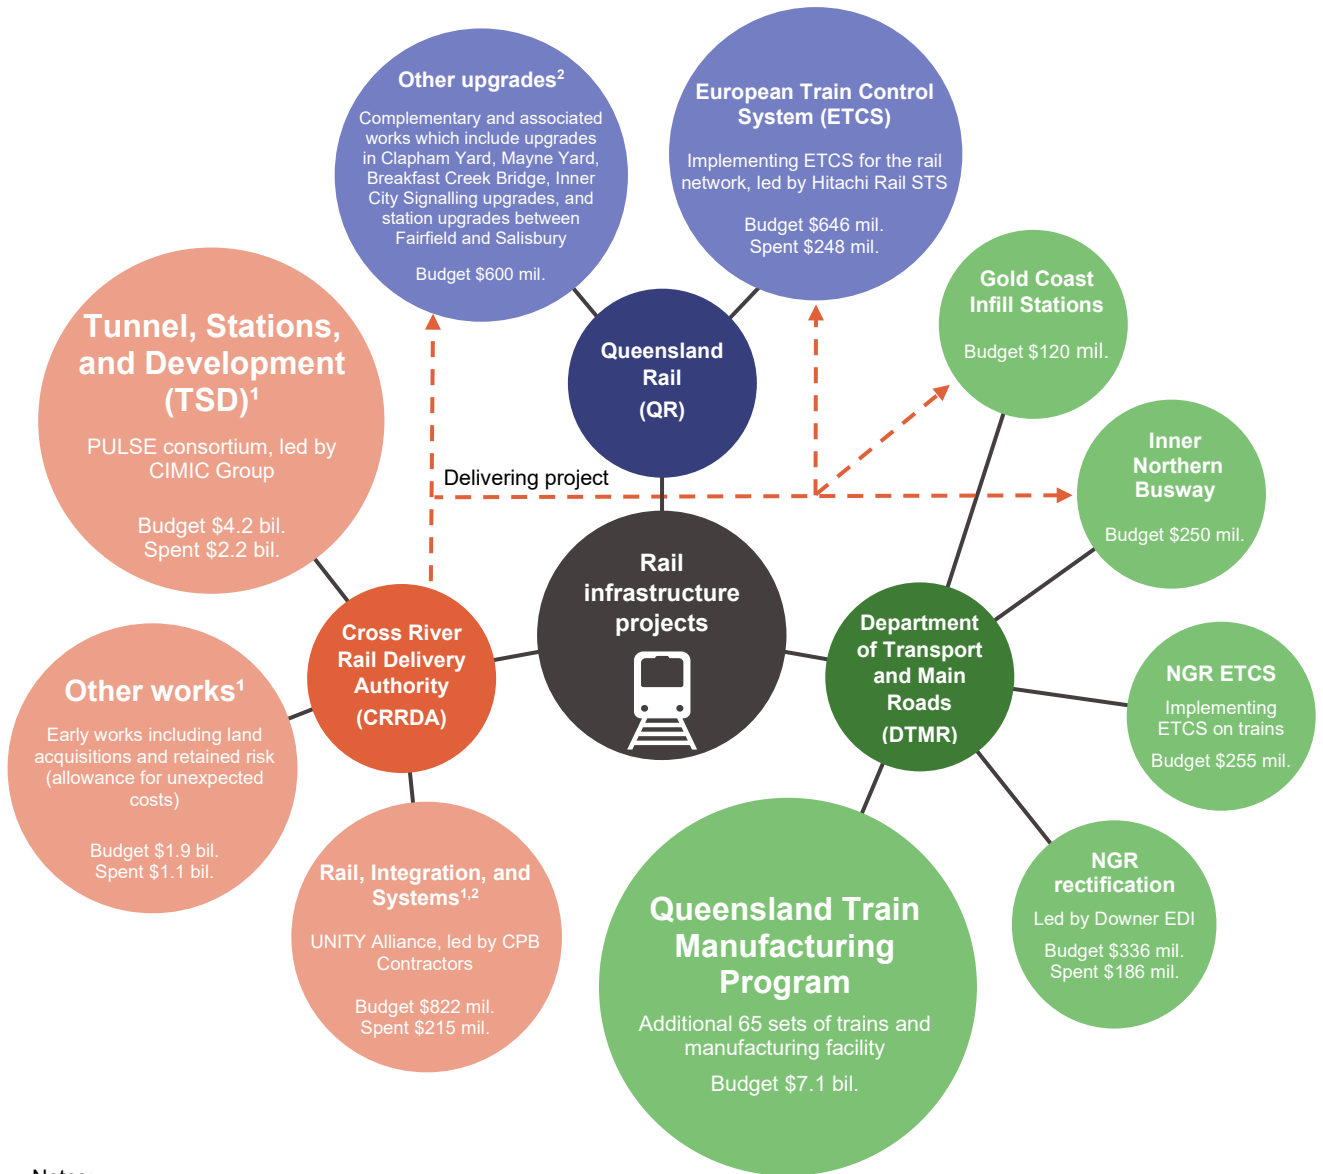 Other upgrades²
Complementary and associated
works which include upgrades
in Clapham Yard, Mayne Yard,
Breakfast Creek Bridge, Inner
City Signalling upgrades, and
station upgrades between
Fairfield and Salisbury
Budget $600 mil.
European Train Control
System (ETCS)
Implementing ETCS for the rail
network, led by Hitachi Rail STS
Budget $646 mil.
Spent $248 mil.
Gold Coast
Infill Stations
Budget $120 mil.
Tunnel, Stations,
and Development
(TSD)¹
PULSE consortium, led by
CIMIC Group
Budget $4.2 bil.
Spent $2.2 bil.
Queensland
Rail
(QR)
Delivering project
Inner
Northern
Busway
Budget $250 mil.
Rail
infrastructure
projects
Cross River
Rail Delivery
Authority
(CRRDA)
Department
of Transport
and Main
Roads
(DTMR)
NGR ETCS
Implementing
ETCS on trains
Budget $255 mil.
Other works¹
Early works including land
acquisitions and retained risk
(allowance for unexpected
costs)
Budget $1.9 bil.
Spent $1.1 bil.
Rail, Integration, and
Systems¹,²
UNITY Alliance, led by CPB
Contractors
Budget $822 mil.
Spent $215 mil.
Queensland Train
Manufacturing
Program
Additional 65 sets of trains and
manufacturing facility
Budget $7.1 bil.
NGR
rectification
Led by Downer EDI
Budget $336 mil.
Spent $186 mil.